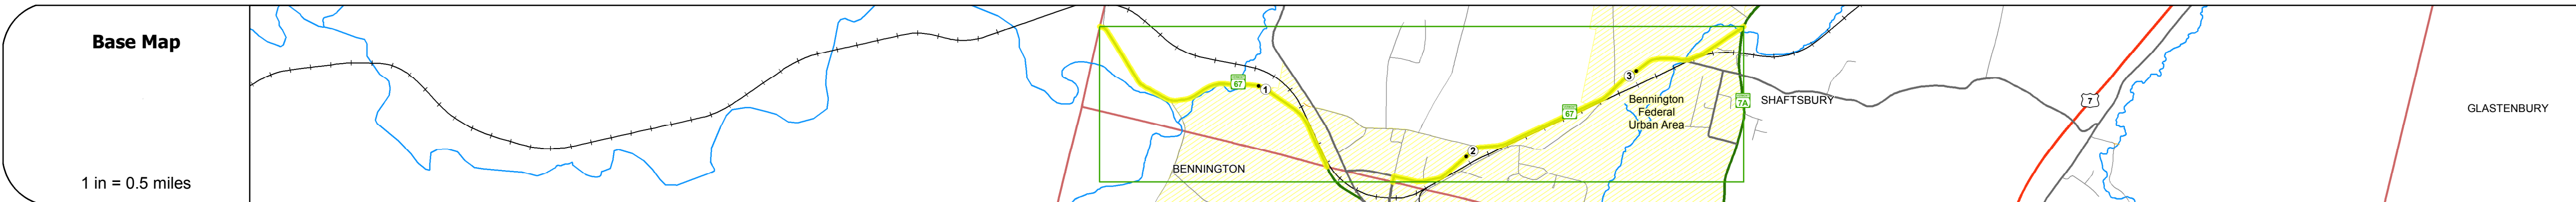 Base Map
1 in = 0.5 miles
67
1
BENNINGTON
2
67
3
Bennington
Federal
Urban Area
7A
SHAFTSBURY
7
GLASTENBURY